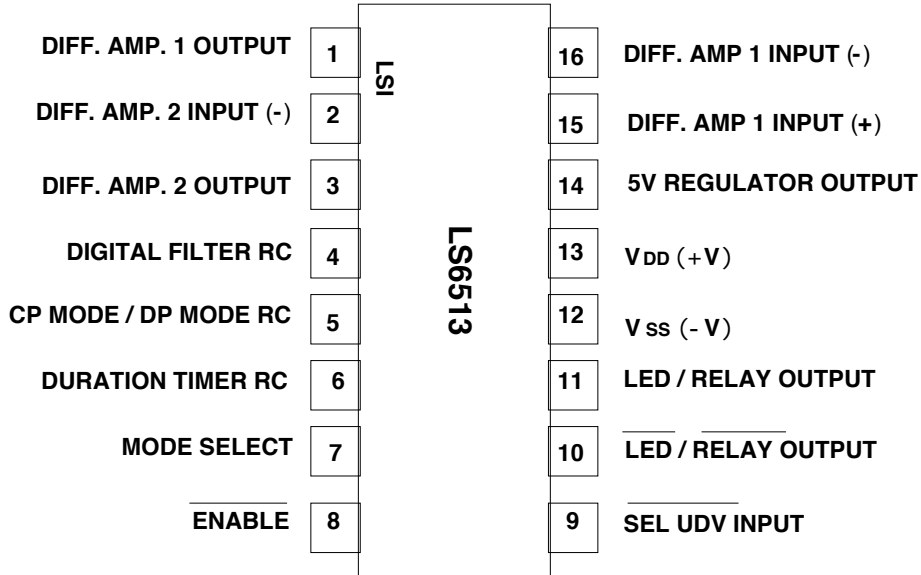 DIFF. AMP. 1 OUTPUT 1
DIFF. AMP. 2 INPUT (-) 2
DIFF. AMP. 2 OUTPUT 3
DIGITAL FILTER RC 4
CP MODE / DP MODE RC 5
DURATION TIMER RC 6
MODE SELECT 7
ENABLE 8
LSI
LS6513
16 DIFF. AMP 1 INPUT (-)
15 DIFF. AMP 1 INPUT (+)
14 5V REGULATOR OUTPUT
13 V DD (+V)
12 V SS (- V)
11 LED / RELAY OUTPUT
10 LED / RELAY OUTPUT
9 SEL UDV INPUT